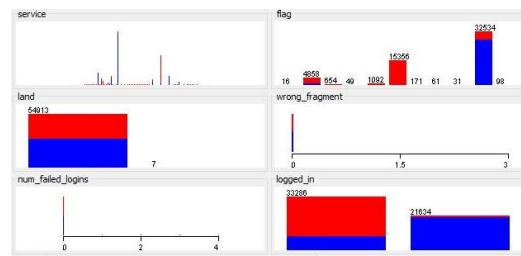 service
flag
16 4858 654 49 1092 15356 171 61 31 32534 98
land
54913
7
wrong_fragment
0 1.5 3
num_failed_logins
0 2 4
logged_in
33286
21634